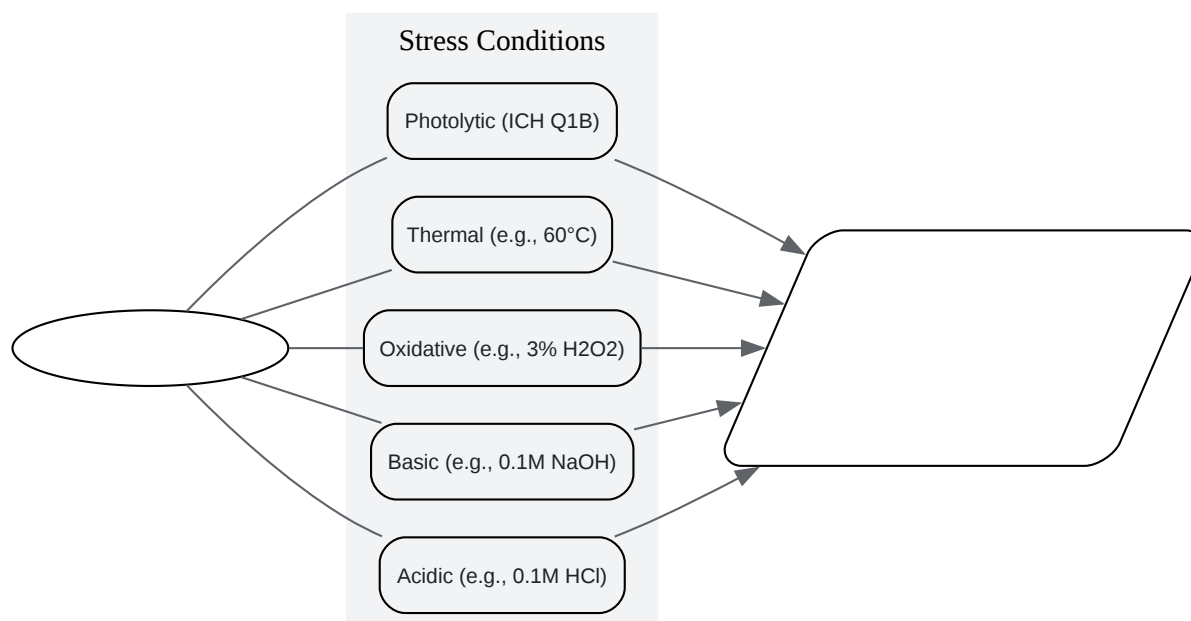 Stress Conditions
Photolytic (ICH Q1B)
Thermal (e.g., 60°C)
Oxidative (e.g., 3% H2O2)
Basic (e.g., 0.1M NaOH)
Acidic (e.g., 0.1M HCl)